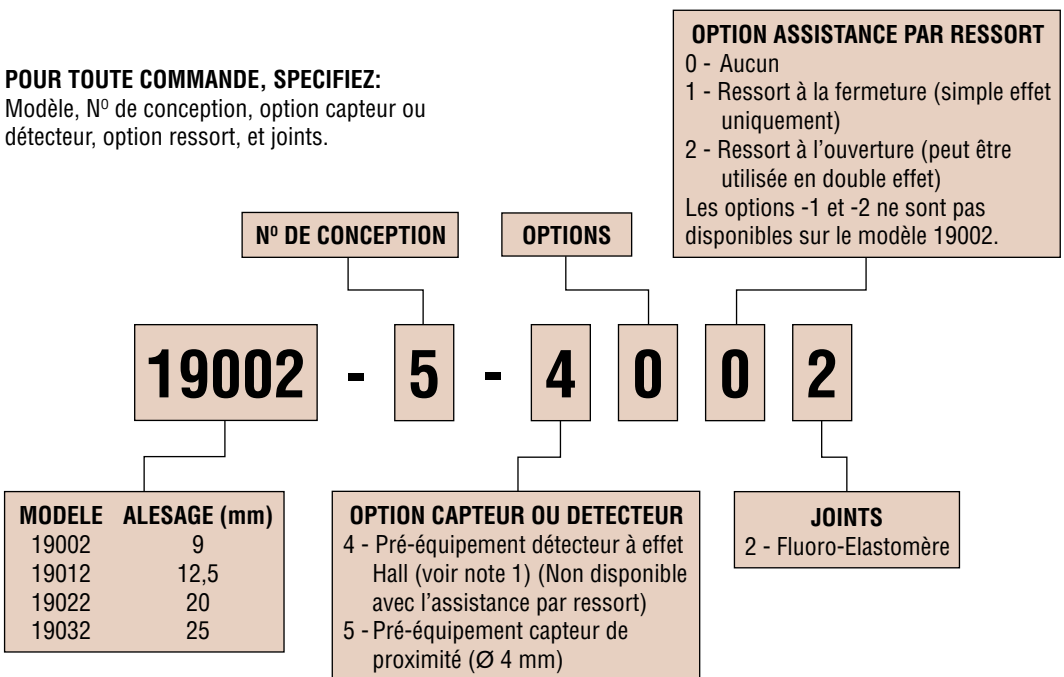 POUR TOUTE COMMANDE, SPECIFIEZ:
Modèle, Nº de conception, option capteur ou
détecteur, option ressort, et joints.
OPTION ASSISTANCE PAR RESSORT
0 - Aucun
1 - Ressort à la fermeture (simple effet
uniquement)
2 - Ressort à l’ouverture (peut être
utilisée en double effet)
Les options -1 et -2 ne sont pas
disponibles sur le modèle 19002.
Nº DE CONCEPTION
OPTIONS
19002 - 5 - 4 0 0 2
MODELE ALESAGE (mm)
19002 9
19012 12,5
19022 20
19032 25
OPTION CAPTEUR OU DETECTEUR
4 - Pré-équipement détecteur à effet
Hall (voir note 1) (Non disponible
avec l’assistance par ressort)
5 - Pré-équipement capteur de
proximité (Ø 4 mm)
JOINTS
2 - Fluoro-Elastomère